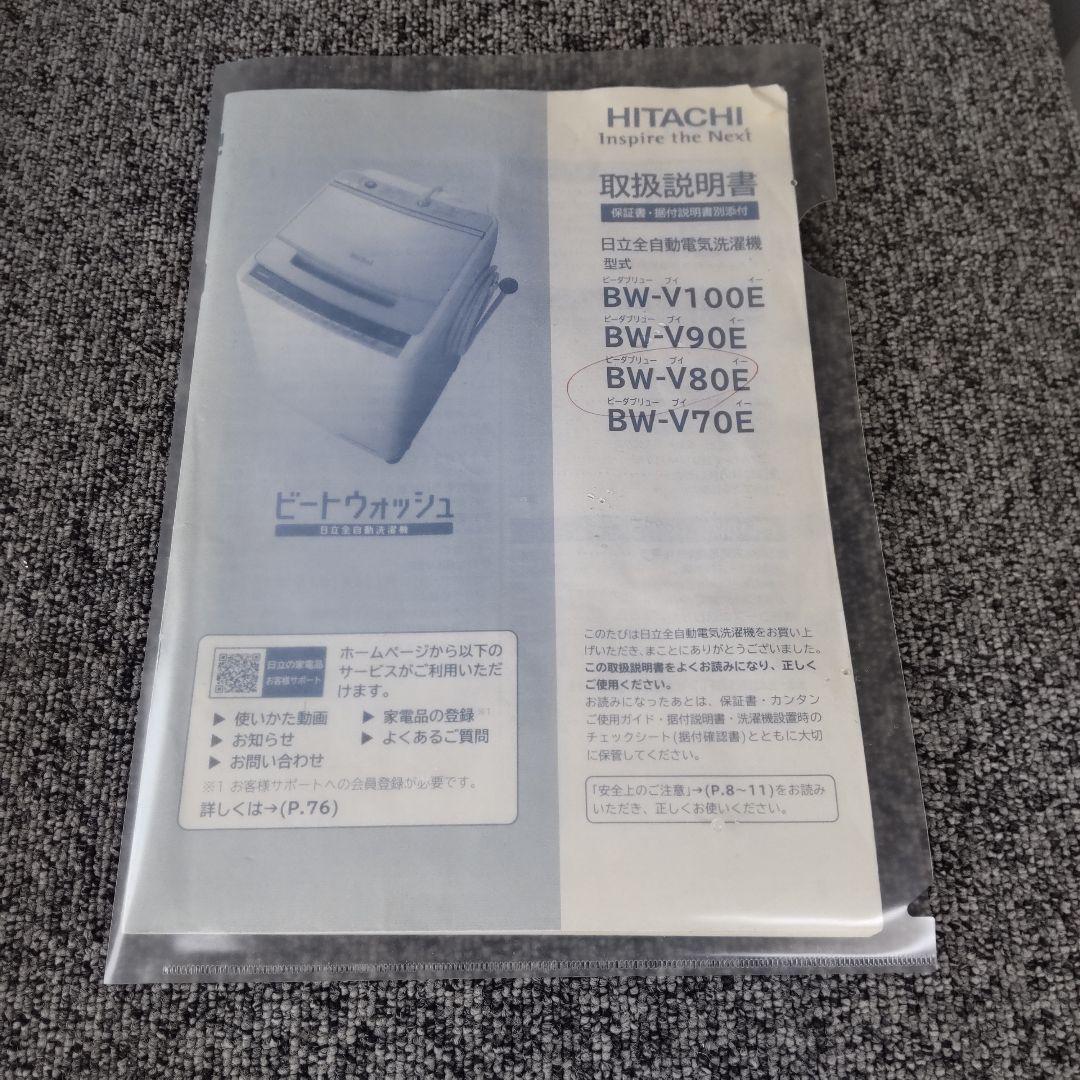 HITACHI
Inspire the Next
取扱説明書
保証書・据付説明書別添付
日立全自動電気洗濯機
型式
ビーダブリュー ブイ イー
BW-V100E
ビーダブリュー ブイ イー
BW-V90E
ビーダブリュー ブイ イー
BW-V80E
ビーダブリュー ブイ イー
BW-V70E
ビートウォッシュ
日立全自動洗濯機
日立の家電品
お客様サポート
ホームページから以下の
サービスがご利用いただ
けます。
▶ 使いかた動画
▶ お知らせ
▶ お問い合わせ
▶ 家電品の登録※1
▶ よくあるご質問
※1 お客様サポートへの会員登録が必要です。
詳しくは→(P.76)
このたびは日立全自動電気洗濯機をお買い上
げいただき、まことにありがとうございました。
この取扱説明書をよくお読みになり、正しく
ご使用ください。
お読みになったあとは、保証書・カンタン
ご使用ガイド・据付説明書・洗濯機設置時の
チェックシート(据付確認書)とともに大切
に保管してください。
「安全上のご注意」→(P.8〜11)をお読み
いただき、正しくお使いください。